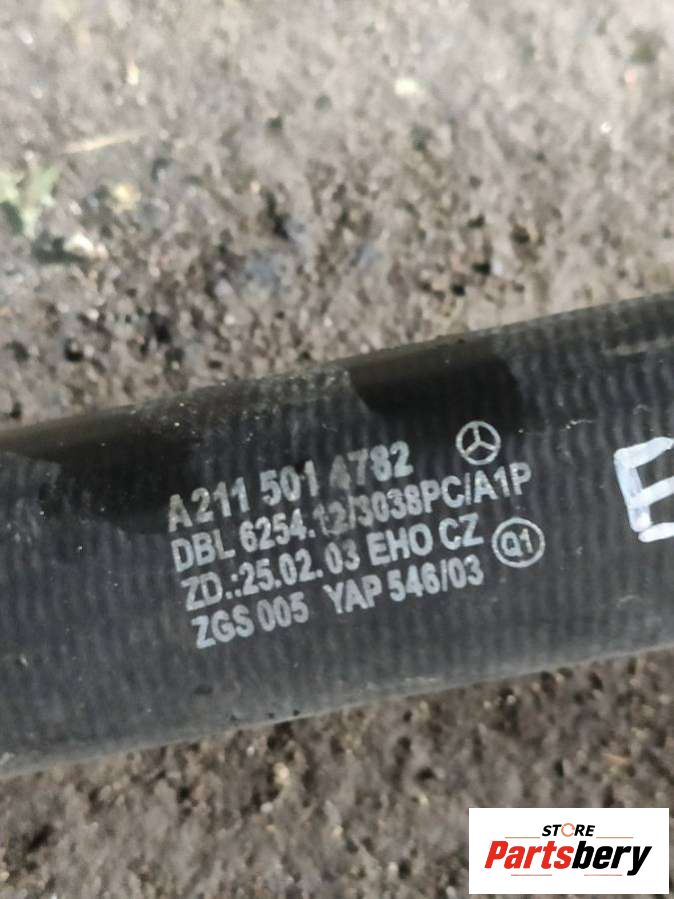 A211 501 4782
DBL 6254.12/3038PC/A1P
ZD.:25.02.03 EHO CZ
Q1
ZGS 005 YAP 546/03
E
STORE
Partsbery